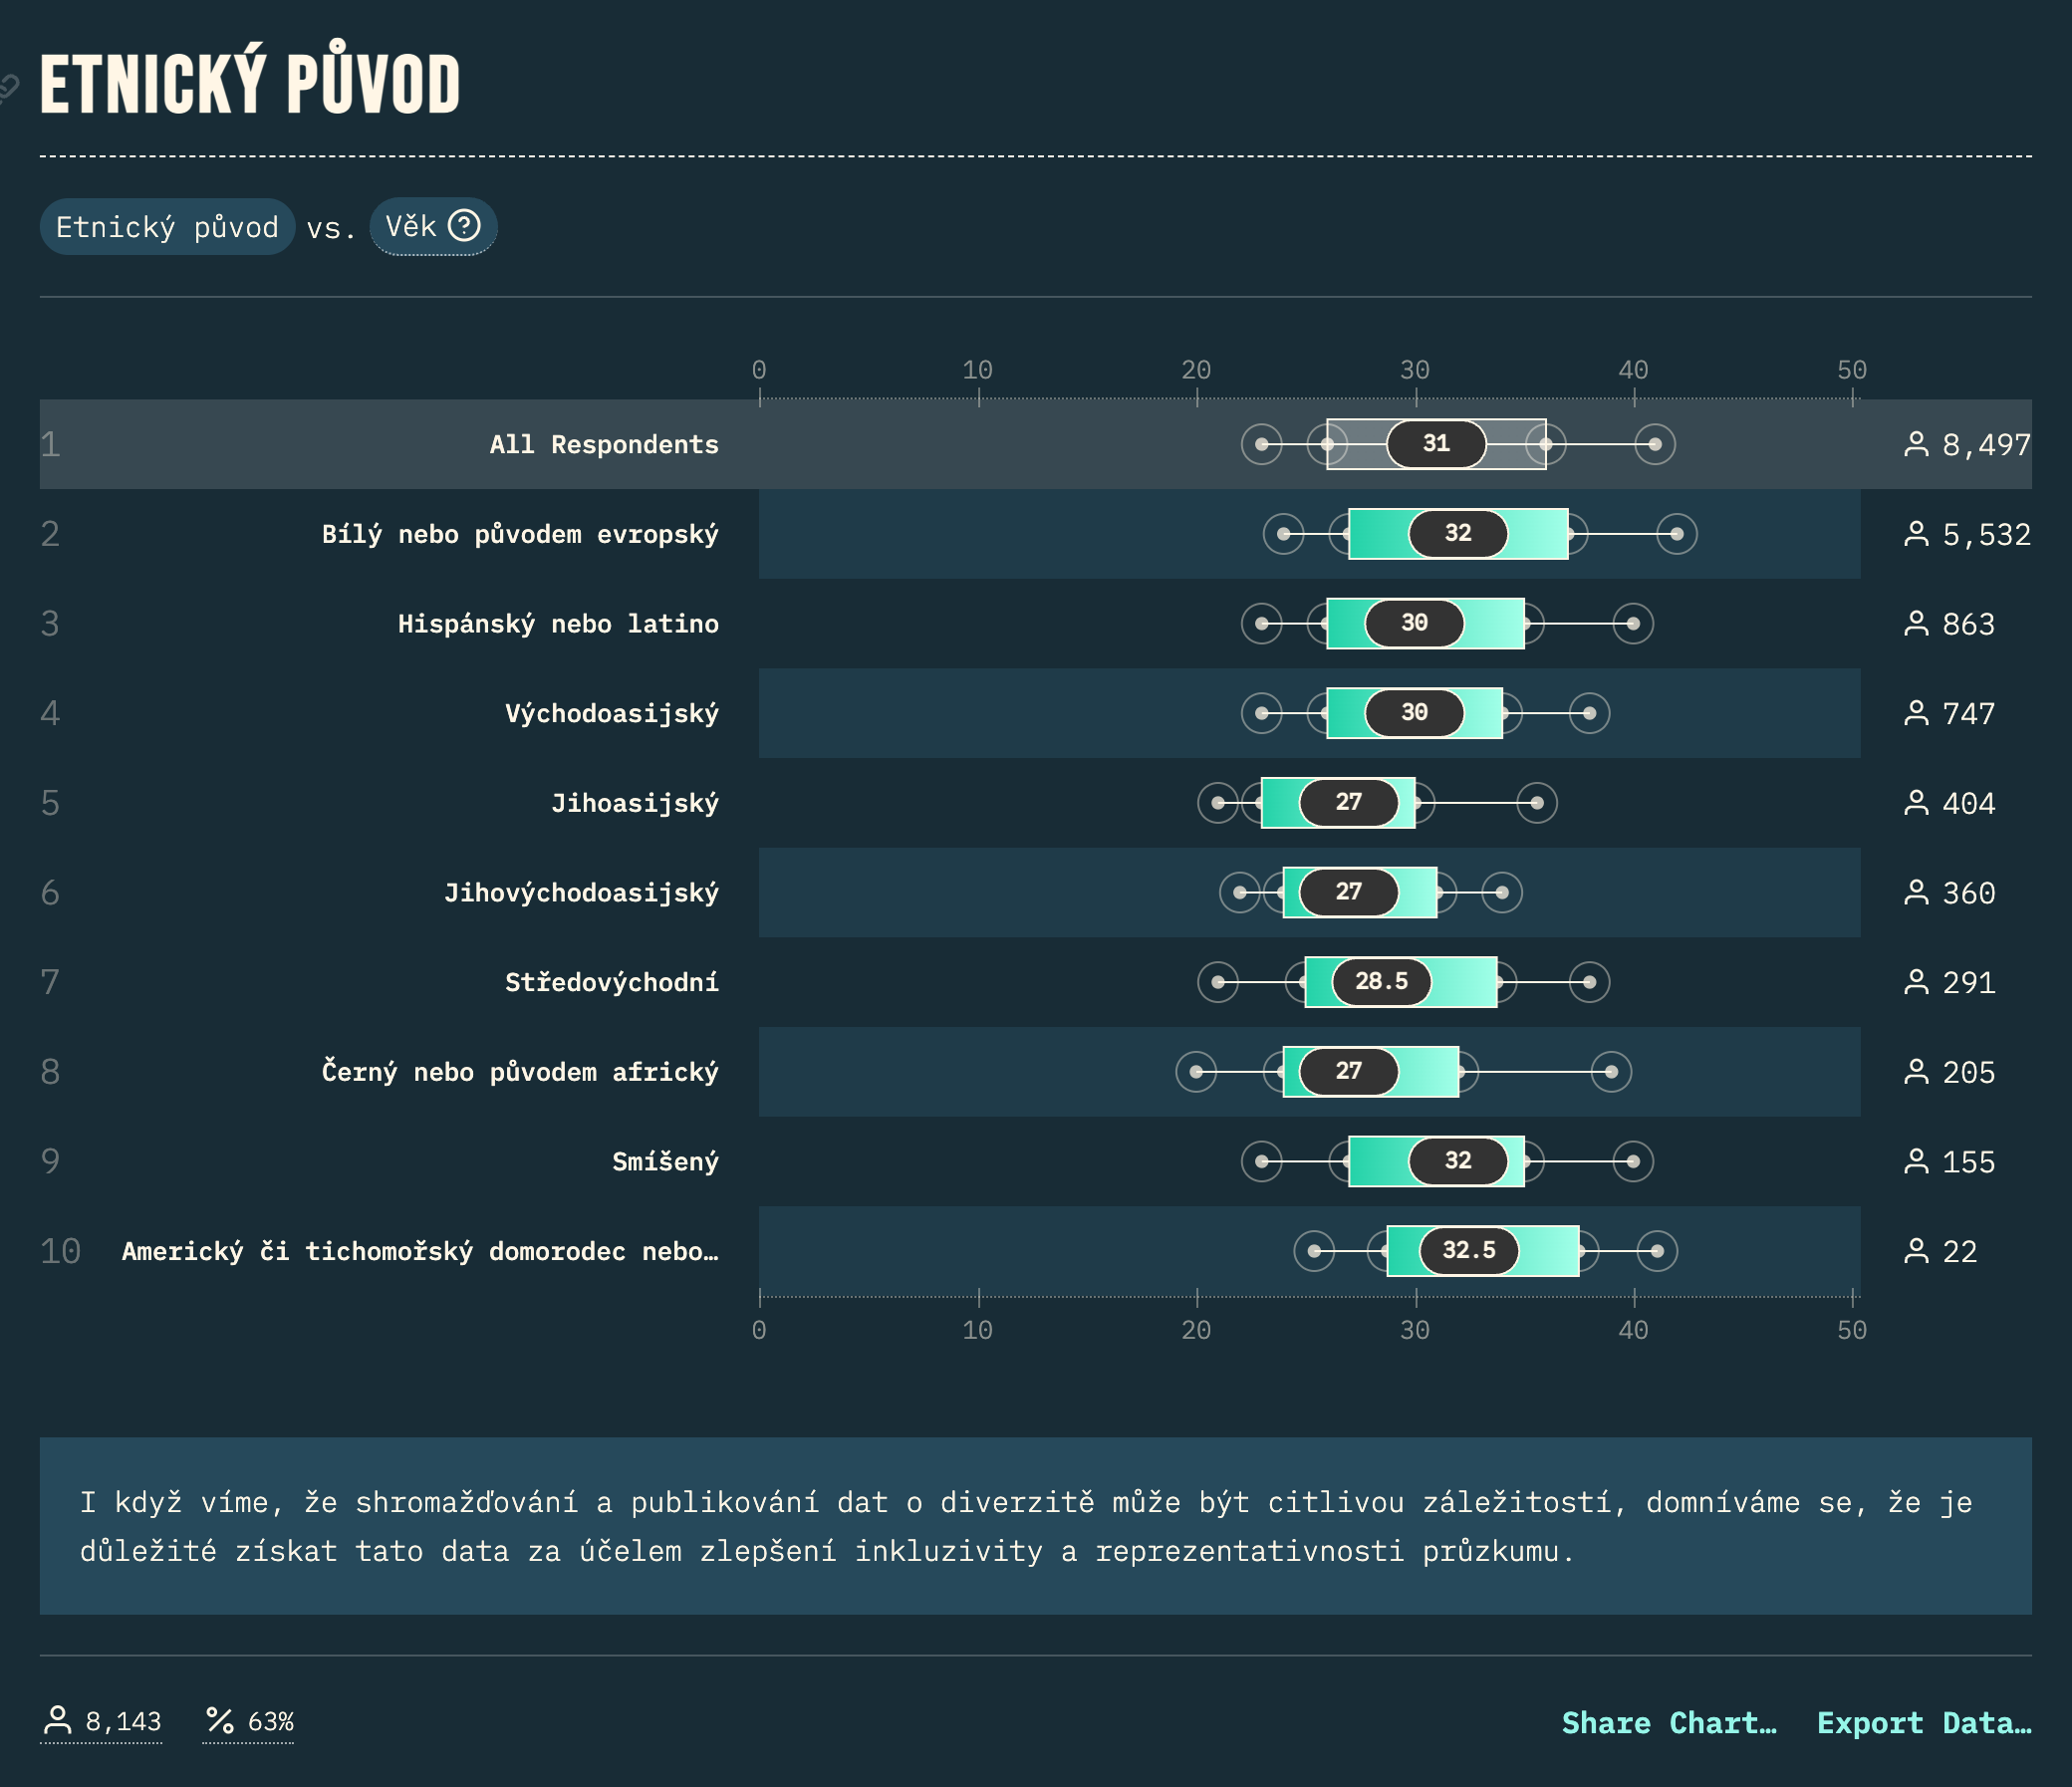 ETNICKÝ PŮVOD
Etnický původ vs. Věk ?
0 10 20 30 40 50
1 All Respondents 31 8,497
2 Bílý nebo původem evropský 32 5,532
3 Hispánský nebo latino 30 863
4 Východoasijský 30 747
5 Jihoasijský 27 404
6 Jihovýchodoasijský 27 360
7 Středovýchodní 28.5 291
8 Černý nebo původem africký 27 205
9 Smíšený 32 155
10 Americký či tichomořský domorodec nebo… 32.5 22
0 10 20 30 40 50
I když víme, že shromažďování a publikování dat o diverzitě může být citlivou záležitostí, domníváme se, že je
důležité získat tato data za účelem zlepšení inkluzivity a reprezentativnosti průzkumu.
8,143 % 63% Share Chart… Export Data…